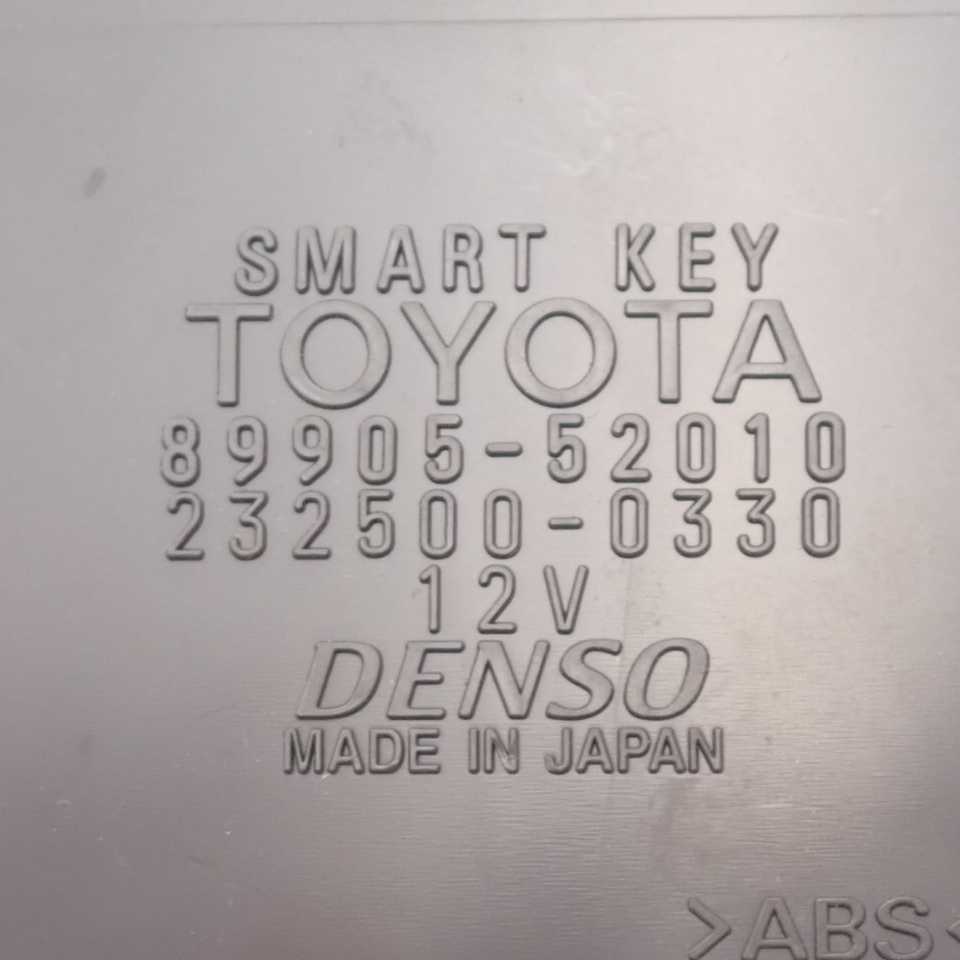 SMART KEY
TOYOTA
89905-52010
232500-0330
12V
DENSO
MADE IN JAPAN
>ABS<